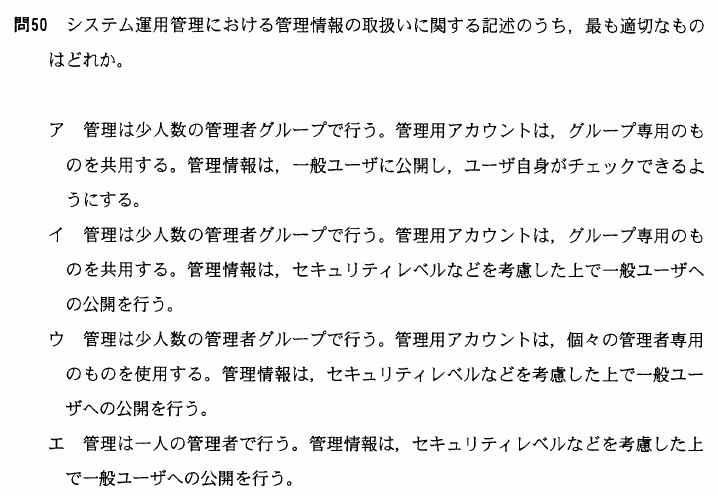 問50 システム運用管理における管理情報の取扱いに関する記述のうち，最も適切なもの
はどれか。
ア 管理は少人数の管理者グループで行う。管理用アカウントは，グループ専用のも
のを共用する。管理情報は，一般ユーザに公開し，ユーザ自身がチェックできるよ
うにする。
イ 管理は少人数の管理者グループで行う。管理用アカウントは，グループ専用のも
のを共用する。管理情報は，セキュリティレベルなどを考慮した上で一般ユーザへ
の公開を行う。
ウ 管理は少人数の管理者グループで行う。管理用アカウントは，個々の管理者専用
のものを使用する。管理情報は，セキュリティレベルなどを考慮した上で一般ユー
ザへの公開を行う。
エ 管理は一人の管理者で行う。管理情報は，セキュリティレベルなどを考慮した上
で一般ユーザへの公開を行う。